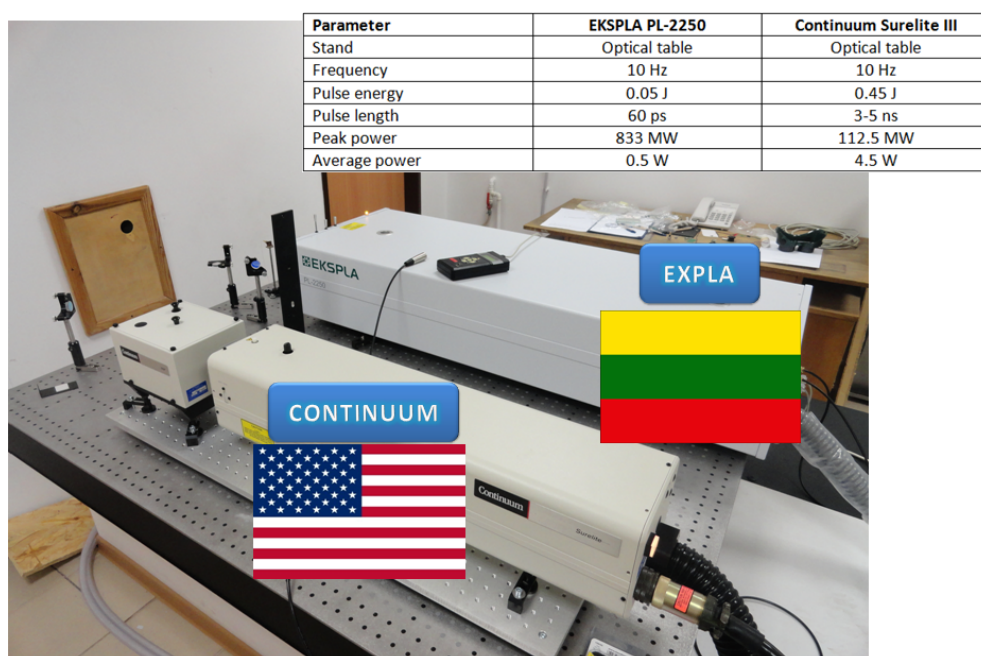 Parameter EKSPLA PL-2250 Continuum Surelite III
Stand Optical table Optical table
Frequency 10 Hz 10 Hz
Pulse energy 0.05 J 0.45 J
Pulse length 60 ps 3-5 ns
Peak power 833 MW 112.5 MW
Average power 0.5 W 4.5 W
EKSPLA
PL-2250
EXPLA
CONTINUUM
Continuum
Surelite